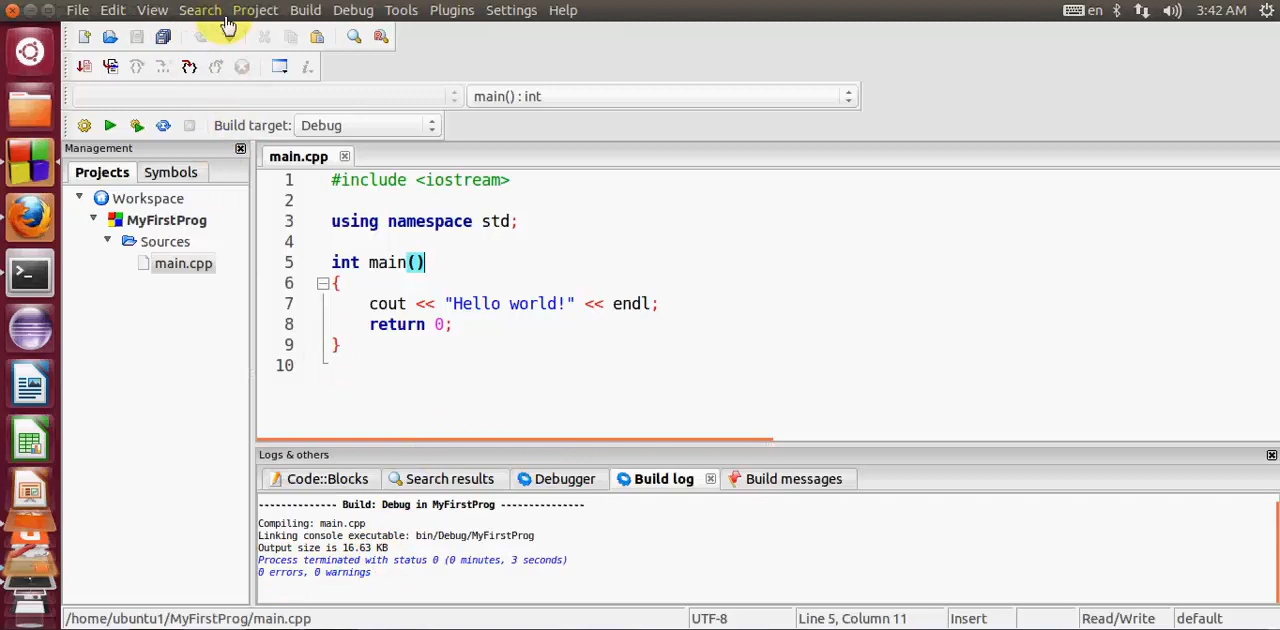 File Edit View Search Project Build Debug Tools Plugins Settings Help en 3:42 AM
main() : int
Build target: Debug
Management
Projects Symbols
Workspace
MyFirstProg
Sources
main.cpp
main.cpp
1 #include <iostream>
2
3 using namespace std;
4
5 int main()
6 {
7 cout << "Hello world!" << endl;
8 return 0;
9 }
10
Logs & others
Code::Blocks Search results Debugger Build log Build messages
-------------- Build: Debug in MyFirstProg ---------------
Compiling: main.cpp
Linking console executable: bin/Debug/MyFirstProg
Output size is 16.63 KB
Process terminated with status 0 (0 minutes, 3 seconds)
0 errors, 0 warnings
/home/ubuntu1/MyFirstProg/main.cpp UTF-8 Line 5, Column 11 Insert Read/Write default